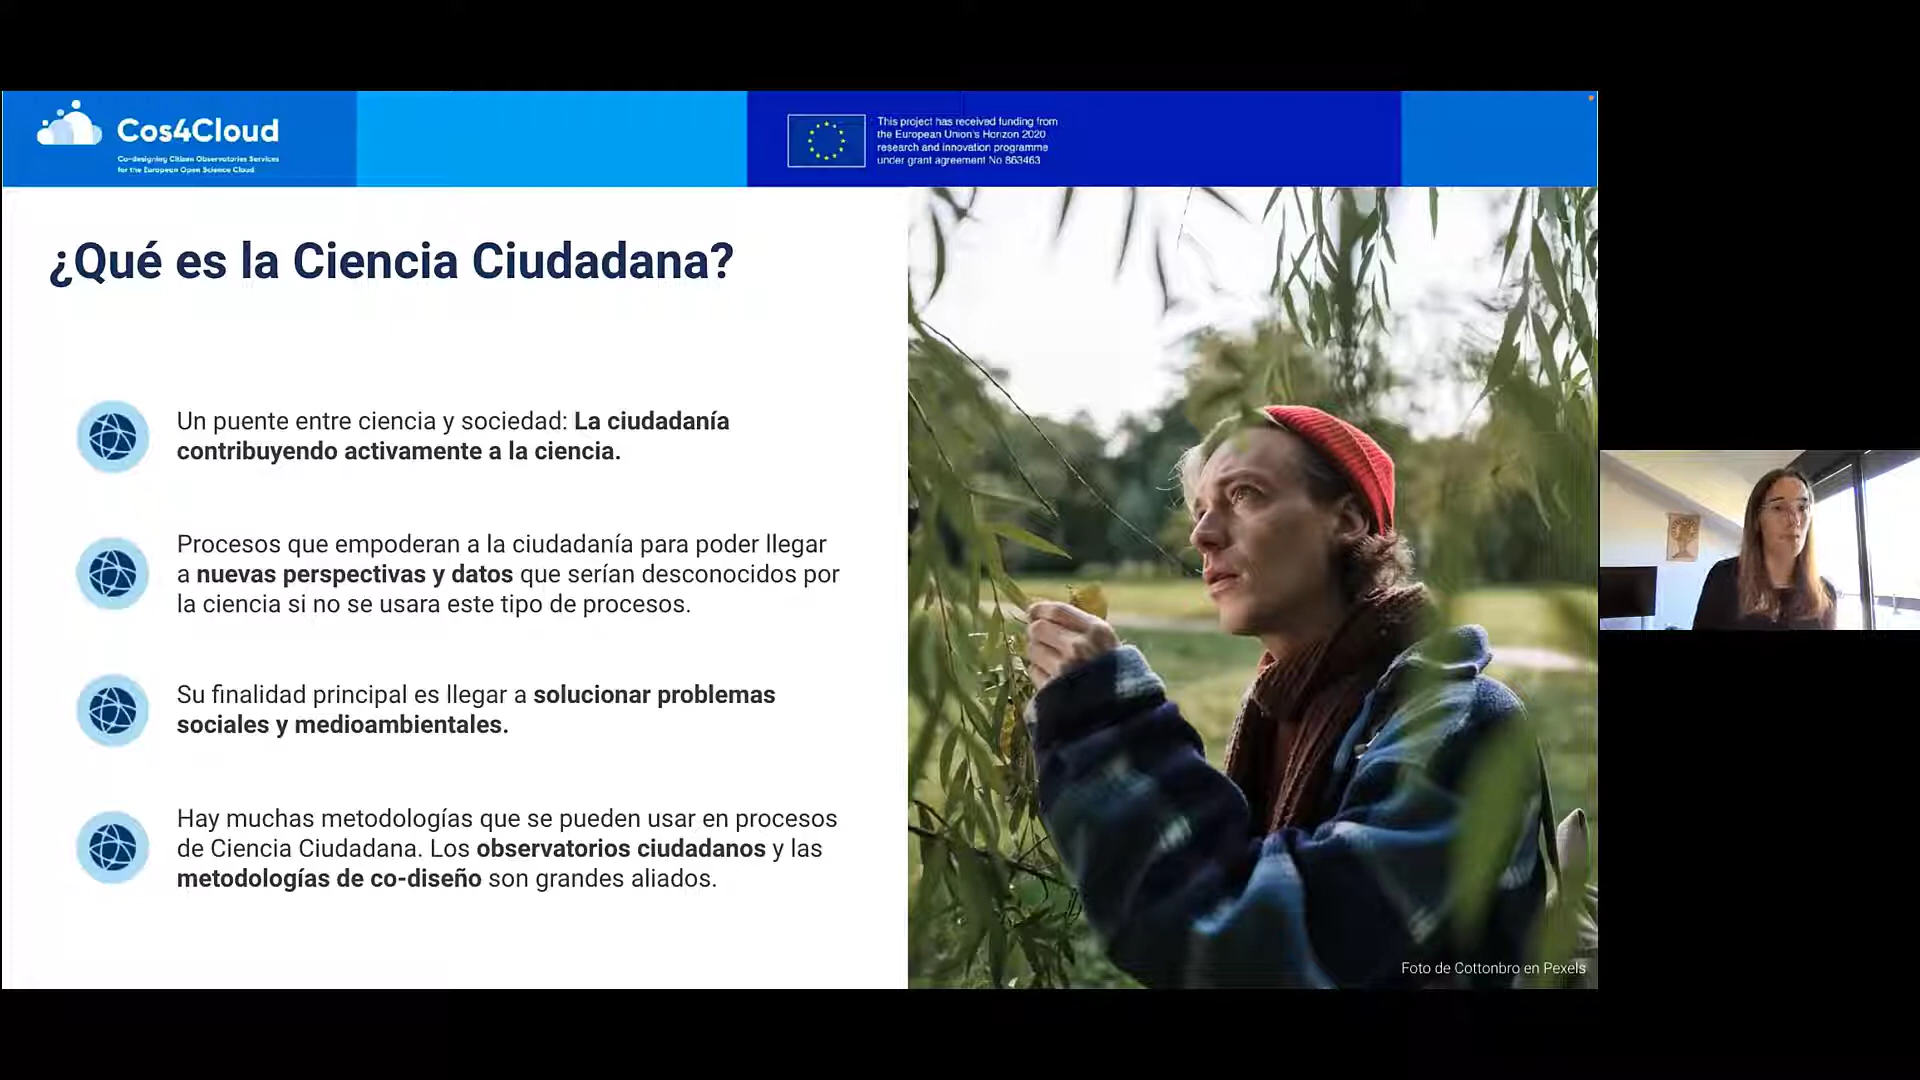 Cos4Cloud
Co-designing Citizen Observatories Services
for the European Open Science Cloud
This project has received funding from
the European Union's Horizon 2020
research and innovation programme
under grant agreement No 863463
¿Qué es la Ciencia Ciudadana?
Un puente entre ciencia y sociedad: La ciudadanía
contribuyendo activamente a la ciencia.
Procesos que empoderan a la ciudadanía para poder llegar
a nuevas perspectivas y datos que serían desconocidos por
la ciencia si no se usara este tipo de procesos.
Su finalidad principal es llegar a solucionar problemas
sociales y medioambientales.
Hay muchas metodologías que se pueden usar en procesos
de Ciencia Ciudadana. Los observatorios ciudadanos y las
metodologías de co-diseño son grandes aliados.
Foto de Cottonbro en Pexels